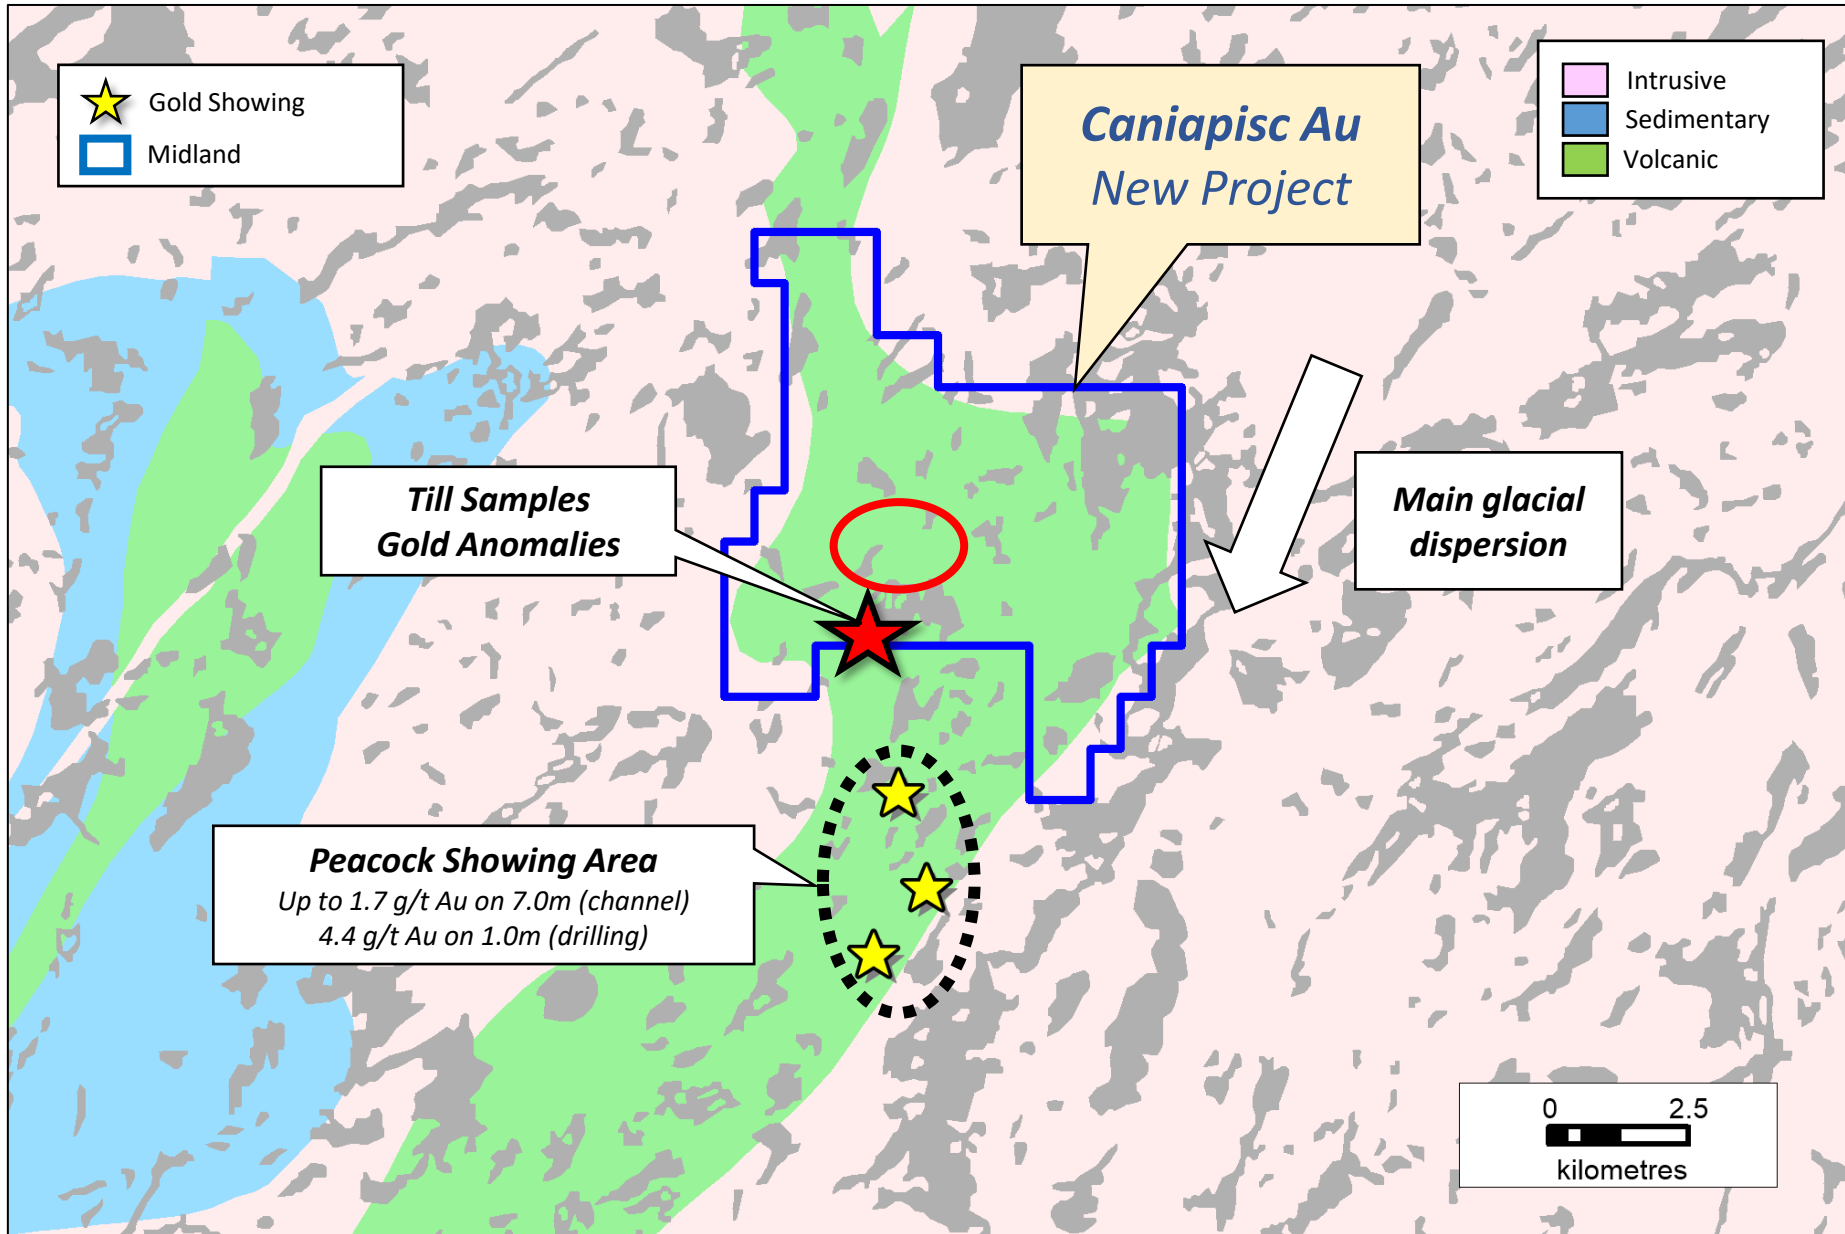 Gold Showing
Midland
Caniapisc Au
New Project
Intrusive
Sedimentary
Volcanic
Till Samples
Gold Anomalies
Main glacial
dispersion
Peacock Showing Area
Up to 1.7 g/t Au on 7.0m (channel)
4.4 g/t Au on 1.0m (drilling)
0 2.5
kilometres